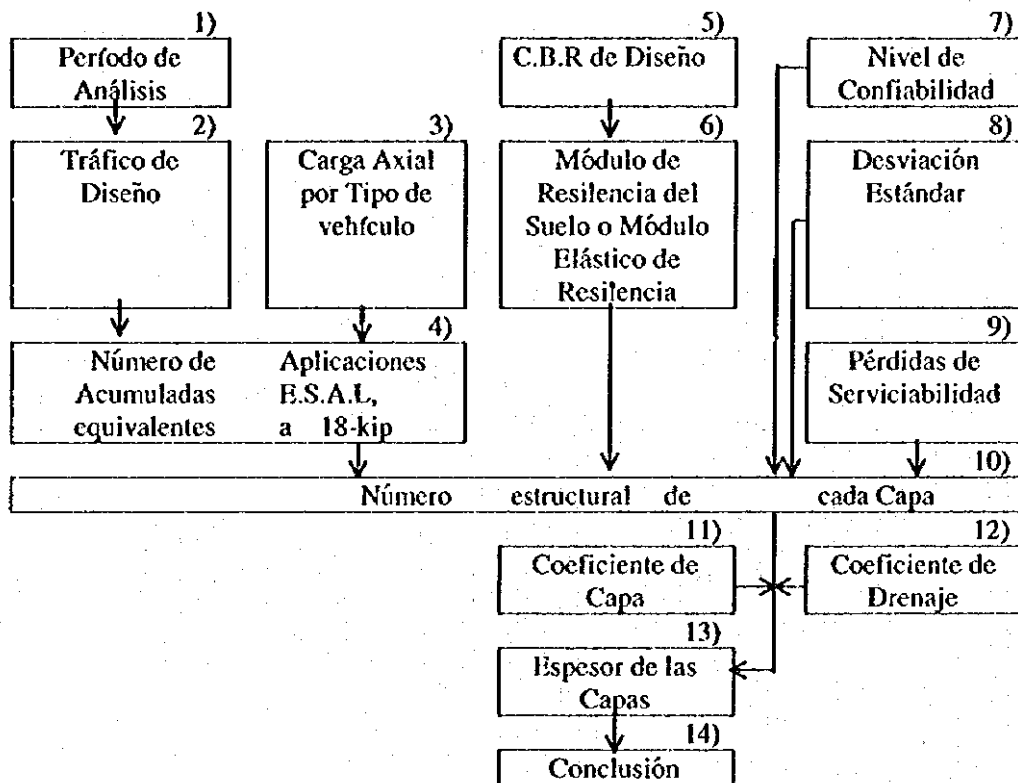 1)
Período de
Análisis
2)
Tráfico de
Diseño
3)
Carga Axial
por Tipo de
vehículo
4)
Número de Aplicaciones
Acumuladas E.S.A.L,
equivalentes a 18-kip
5)
C.B.R de Diseño
6)
Módulo de
Resilencia del
Suelo o Módulo
Elástico de
Resilencia
7)
Nivel de
Confiabilidad
8)
Desviación
Estándar
9)
Pérdidas de
Serviciabilidad
10)
Número estructural de cada Capa
11)
Coeficiente de
Capa
12)
Coeficiente de
Drenaje
13)
Espesor de las
Capas
14)
Conclusión